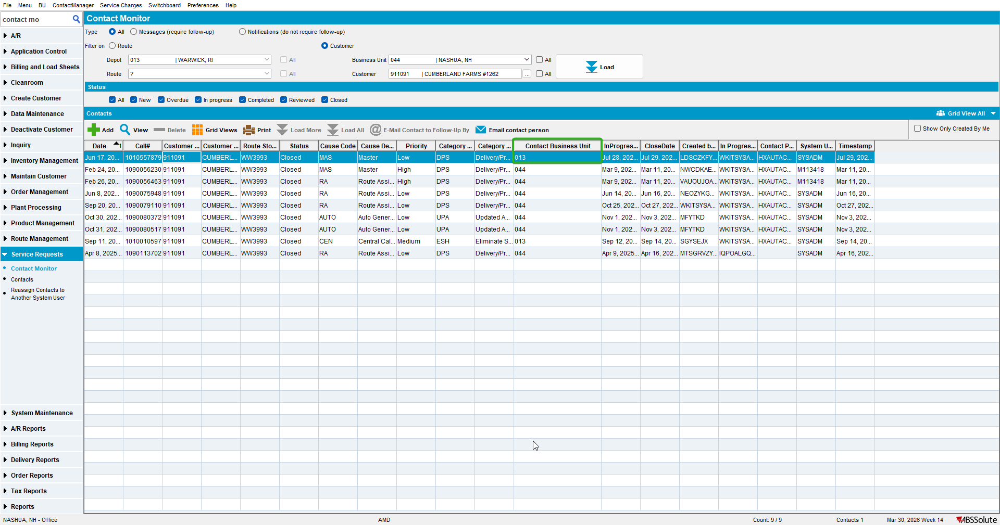 File Menu BU ContactManager Service Charges Switchboard Preferences Help
contact mo
A/R
Application Control
Billing and Load Sheets
Cleanroom
Create Customer
Data Maintenance
Deactivate Customer
Inquiry
Inventory Management
Maintain Customer
Order Management
Plant Processing
Product Management
Route Management
Service Requests
Contact Monitor
Contacts
Reassign Contacts to
Another System User
System Maintenance
A/R Reports
Billing Reports
Delivery Reports
Order Reports
Tax Reports
Reports
Contact Monitor
Type All Messages (require follow-up) Notifications (do not require follow-up)
Filter on Route Customer
Depot 013 | WARWICK, RI All Business Unit 044 | NASHUA, NH All
Route ? All Customer 911091 | CUMBERLAND FARMS #1262 ... All
Load
Status
All New Overdue In progress Completed Reviewed Closed
Contacts Grid View All
Add View Delete Grid Views Print Load More Load All E-Mail Contact to Follow-Up By Email contact person Show Only Created By Me
Date 1 Call# Customer ... Customer ... Route Sto... Status Cause Code Cause De... Priority Category ... Category ... Contact Business Unit InProgres... CloseDate Created b... In Progres... Contact P... System U... Timestamp
Jun 17, 20... 1010557879 911091 CUMBERL... WW3993 Closed MAS Master Low DPS Delivery/Pr... 013 Jul 28, 202... Jul 29, 202... LDSCZKFY... WKITSYSA... HXAUTAC... SYSADM Jul 29, 202...
Feb 24, 20... 1090056230 911091 CUMBERL... WW3993 Closed MAS Master High DPS Delivery/Pr... 044 Mar 9, 202... Mar 11, 20... NWCDKAE... WKITSYSA... HXAUTAC... M113418 Mar 11, 20...
Feb 26, 20... 1090056463 911091 CUMBERL... WW3993 Closed RA Route Assi... High DPS Delivery/Pr... 044 Mar 9, 202... Mar 11, 20... VAUOUJOA... WKITSYSA... HXAUTAC... M113418 Mar 11, 20...
Jun 8, 202... 1090075948 911091 CUMBERL... WW3993 Closed RA Route Assi... Low DPS Delivery/Pr... 044 Jun 14, 202... Jun 16, 202... NEOZYKG... WKITSYSA... HXAUTAC... SYSADM Jun 16, 202...
Sep 20, 20... 1090079110 911091 CUMBERL... WW3993 Closed RA Route Assi... Low DPS Delivery/Pr... 044 Oct 25, 202... Oct 27, 202... WKITSYSA... WKITSYSA... HXAUTAC... SYSADM Oct 27, 202...
Oct 30, 202... 1090080372 911091 CUMBERL... WW3993 Closed AUTO Auto Gener... Low UPA Updated A... 044 Nov 1, 202... Nov 3, 202... MFYTKD WKITSYSA... HXAUTAC... SYSADM Nov 3, 202...
Oct 31, 202... 1090080517 911091 CUMBERL... WW3993 Closed AUTO Auto Gener... Low UPA Updated A... 044 Nov 1, 202... Nov 3, 202... MFYTKD WKITSYSA... HXAUTAC... SYSADM Nov 3, 202...
Sep 11, 20... 1010010597 911091 CUMBERL... WW3993 Closed CEN Central Cal... Medium ESH Eliminate S... 013 Sep 12, 20... Sep 14, 20... SGYSEJX WKITSYSA... HXAUTAC... SYSADM Sep 14, 20...
Apr 8, 2025... 1090113702 911091 CUMBERL... WW3993 Closed RA Route Assi... Low DPS Delivery/Pr... 044 Apr 9, 2025... Apr 16, 202... MTSGRVZY... IQPOALGQ... SYSADM Apr 16, 202...
NASHUA, NH - Office AMD Count: 9 / 9 Contacts 1 Mar 30, 2026 Week 14 ABSSolute